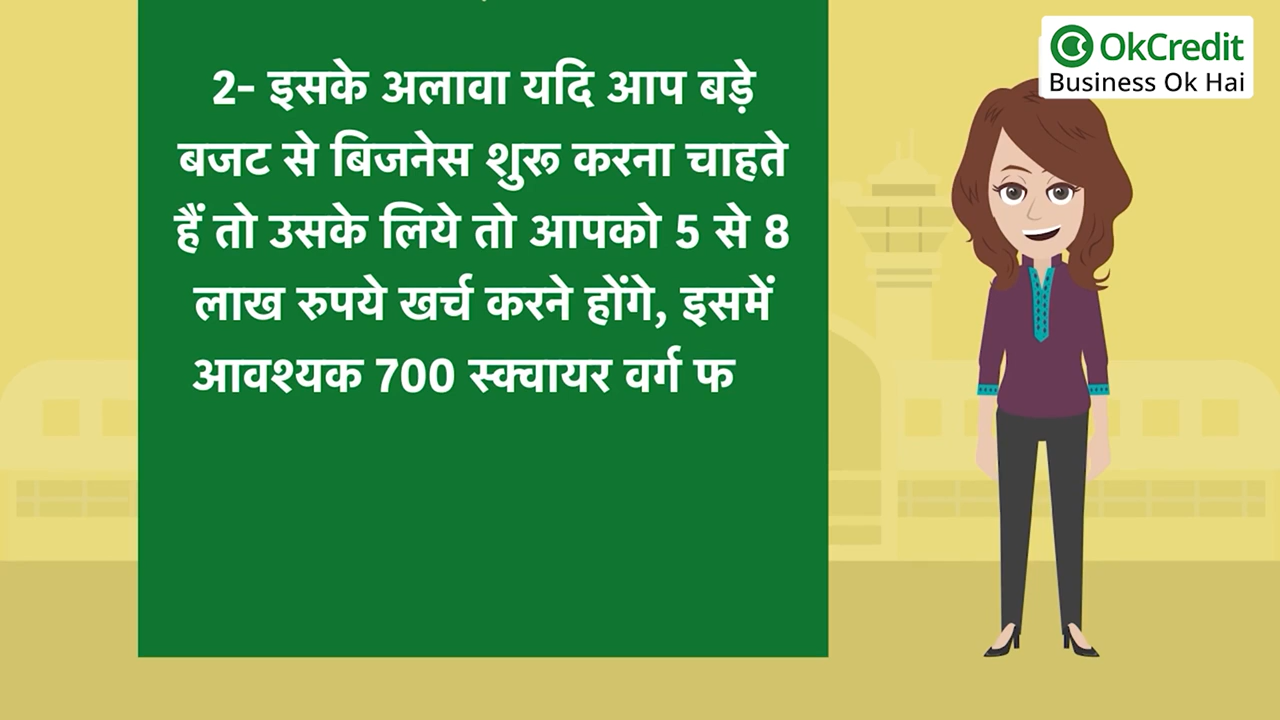 OkCredit
Business Ok Hai
2- इसके अलावा यदि आप बड़े
बजट से बिजनेस शुरू करना चाहते
हैं तो उसके लिये तो आपको 5 से 8
लाख रुपये खर्च करने होंगे, इसमें
आवश्यक 700 स्क्वायर वर्ग फ